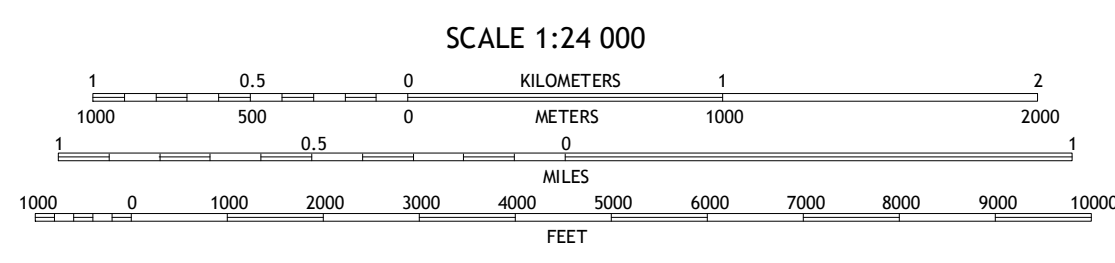 SCALE 1:24 000
1 0.5 0 KILOMETERS 1 2
1000 500 0 METERS 1000 2000
1 0.5 0 1
MILES
1000 0 1000 2000 3000 4000 5000 6000 7000 8000 9000 10000
FEET